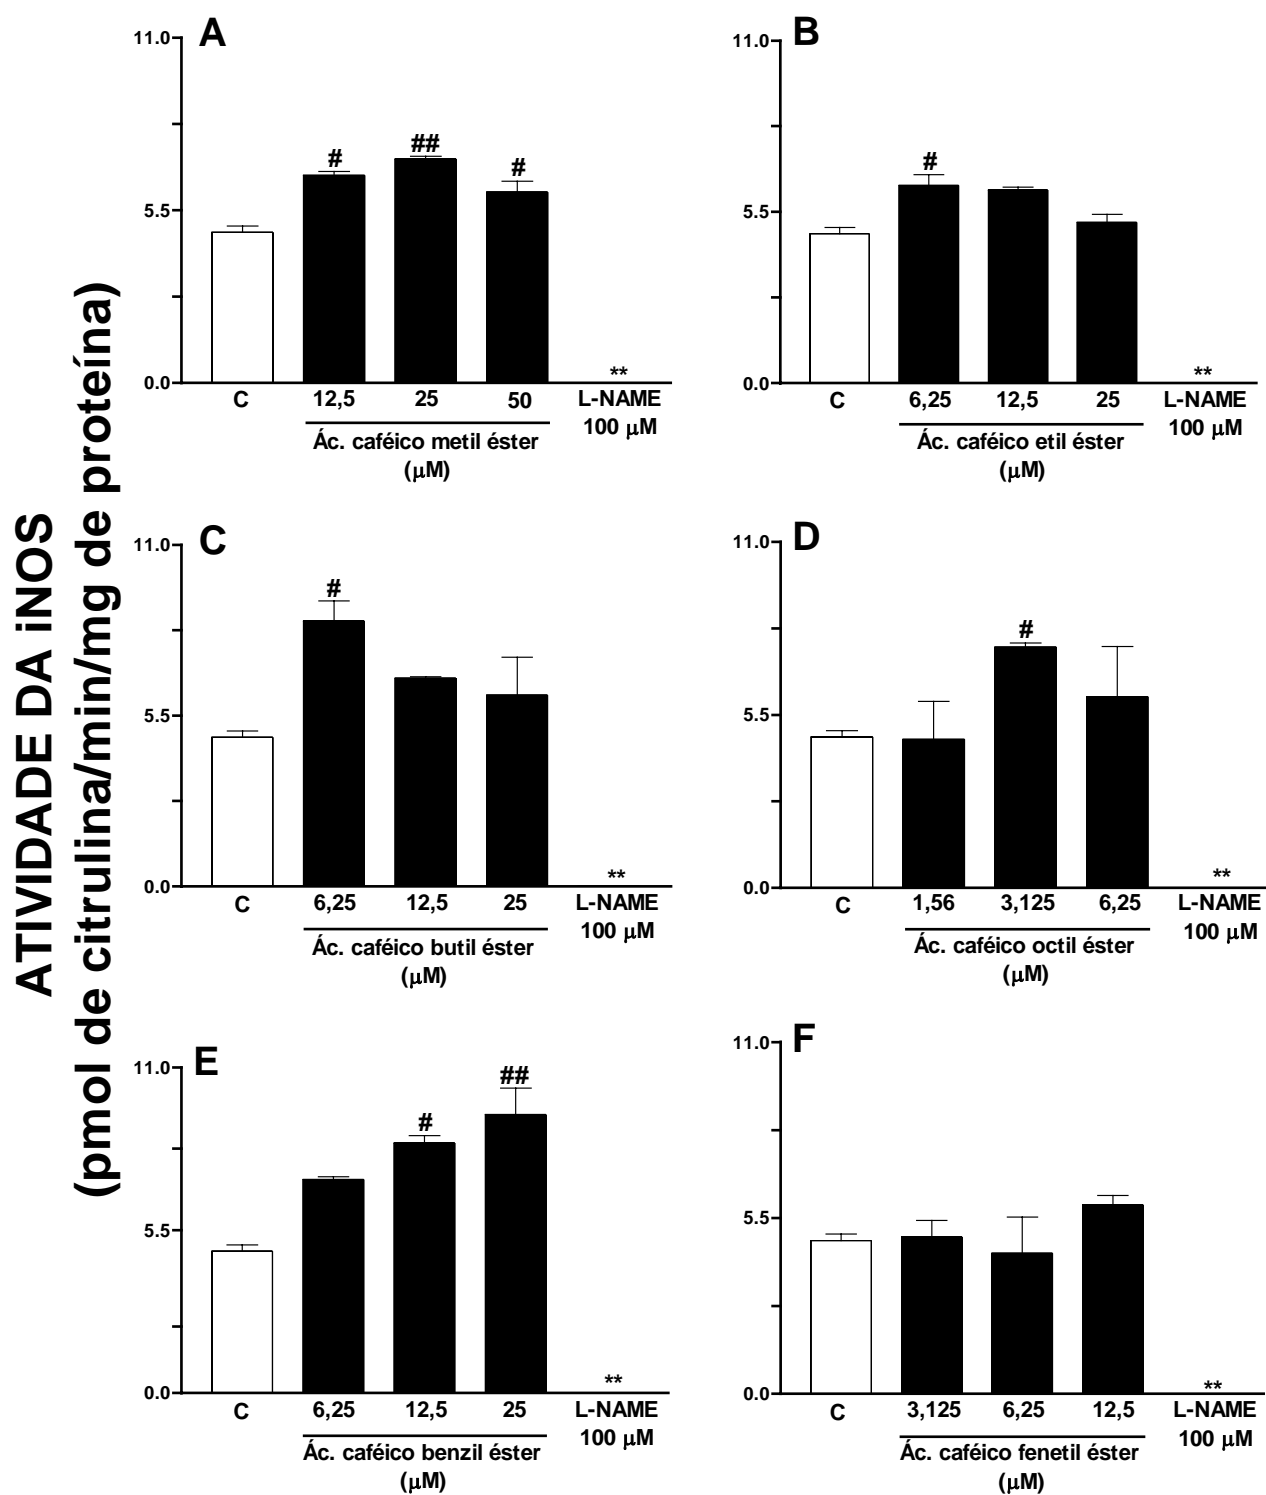 ATIVIDADE DA iNOS
(pmol de citrulina/min/mg de proteína)
A
11.0
5.5
0.0
# ## # **
C 12,5 25 50 L-NAME
100 μM
Ác. caféico metil éster
(μM)
B
11.0
5.5
0.0
# **
C 6,25 12,5 25 L-NAME
100 μM
Ác. caféico etil éster
(μM)
C
11.0
5.5
0.0
# **
C 6,25 12,5 25 L-NAME
100 μM
Ác. caféico butil éster
(μM)
D
11.0
5.5
0.0
# **
C 1,56 3,125 6,25 L-NAME
100 μM
Ác. caféico octil éster
(μM)
E
11.0
5.5
0.0
# ## **
C 6,25 12,5 25 L-NAME
100 μM
Ác. caféico benzil éster
(μM)
F
11.0
5.5
0.0
**
C 3,125 6,25 12,5 L-NAME
100 μM
Ác. caféico fenetil éster
(μM)